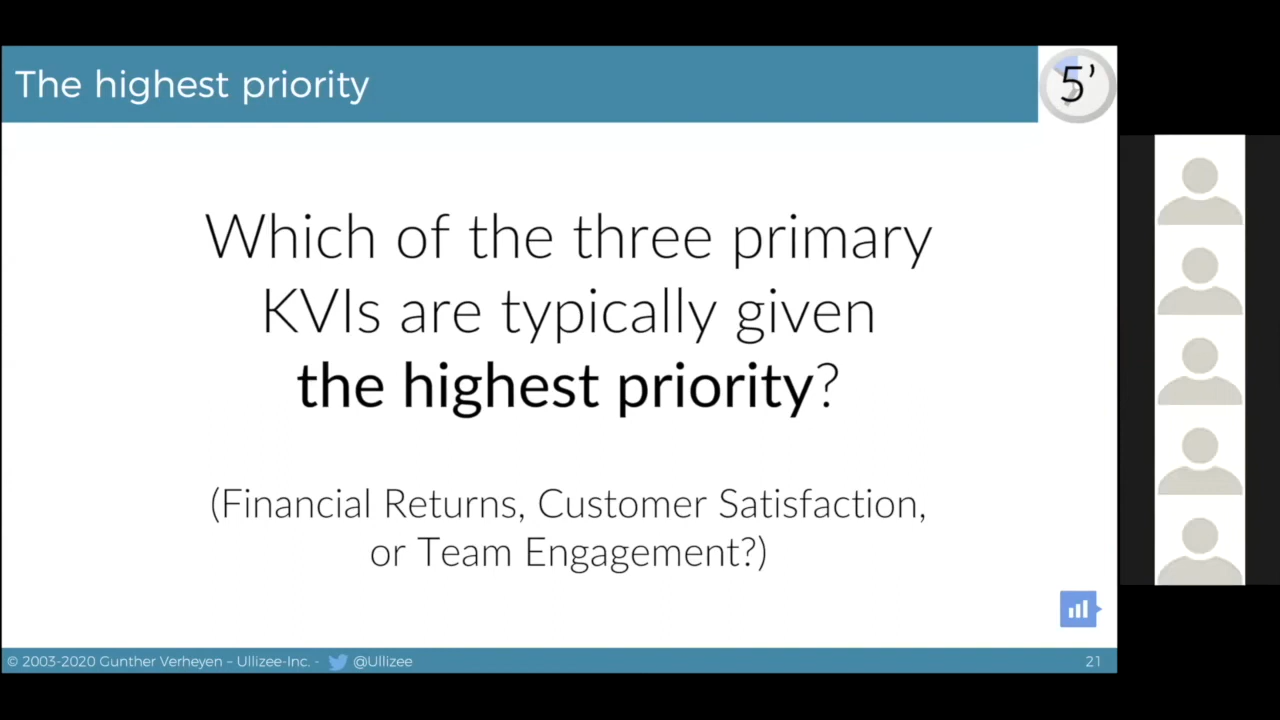 The highest priority
5’
Which of the three primary
KVIs are typically given
the highest priority?
(Financial Returns, Customer Satisfaction,
or Team Engagement?)
© 2003-2020 Gunther Verheyen – Ullizee-Inc. - @Ullizee
21